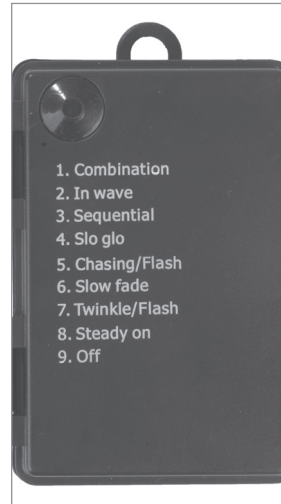 1. Combination
2. In wave
3. Sequential
4. Slo glo
5. Chasing/Flash
6. Slow fade
7. Twinkle/Flash
8. Steady on
9. Off